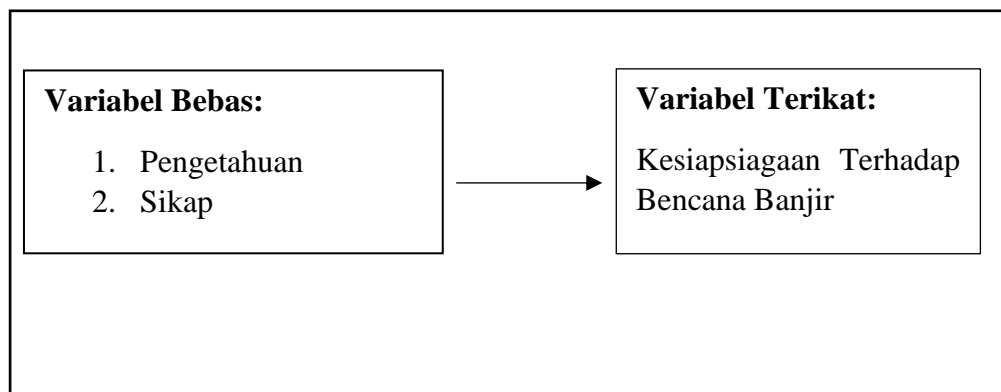 Variabel Bebas:
1. Pengetahuan
2. Sikap
Variabel Terikat:
Kesiapsiagaan Terhadap
Bencana Banjir